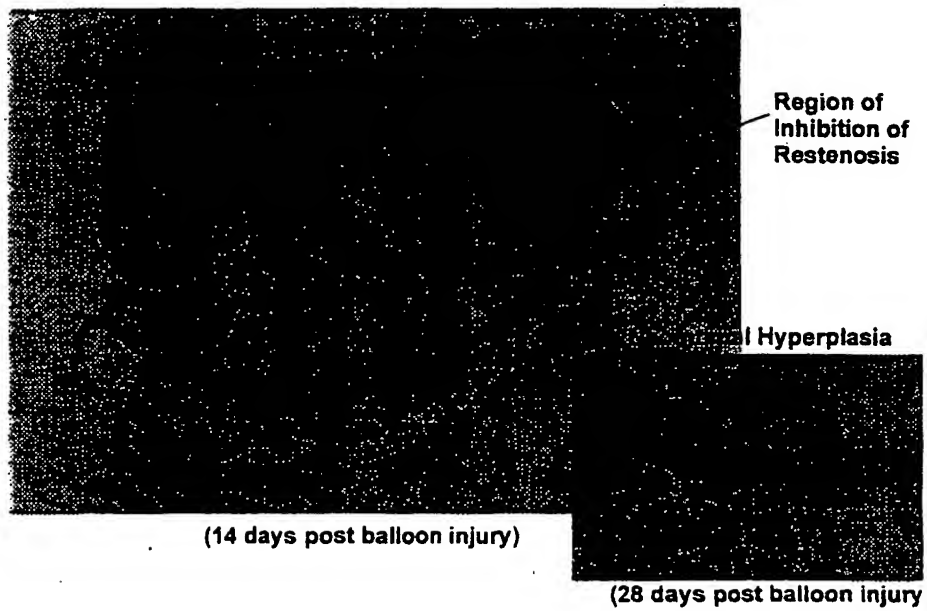 Region of
Inhibition of
Restenosis
l Hyperplasia
(14 days post balloon injury)
(28 days post balloon injury